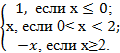 1, если x ≤ 0;
x, если 0< x < 2;
−x, если x≥2.